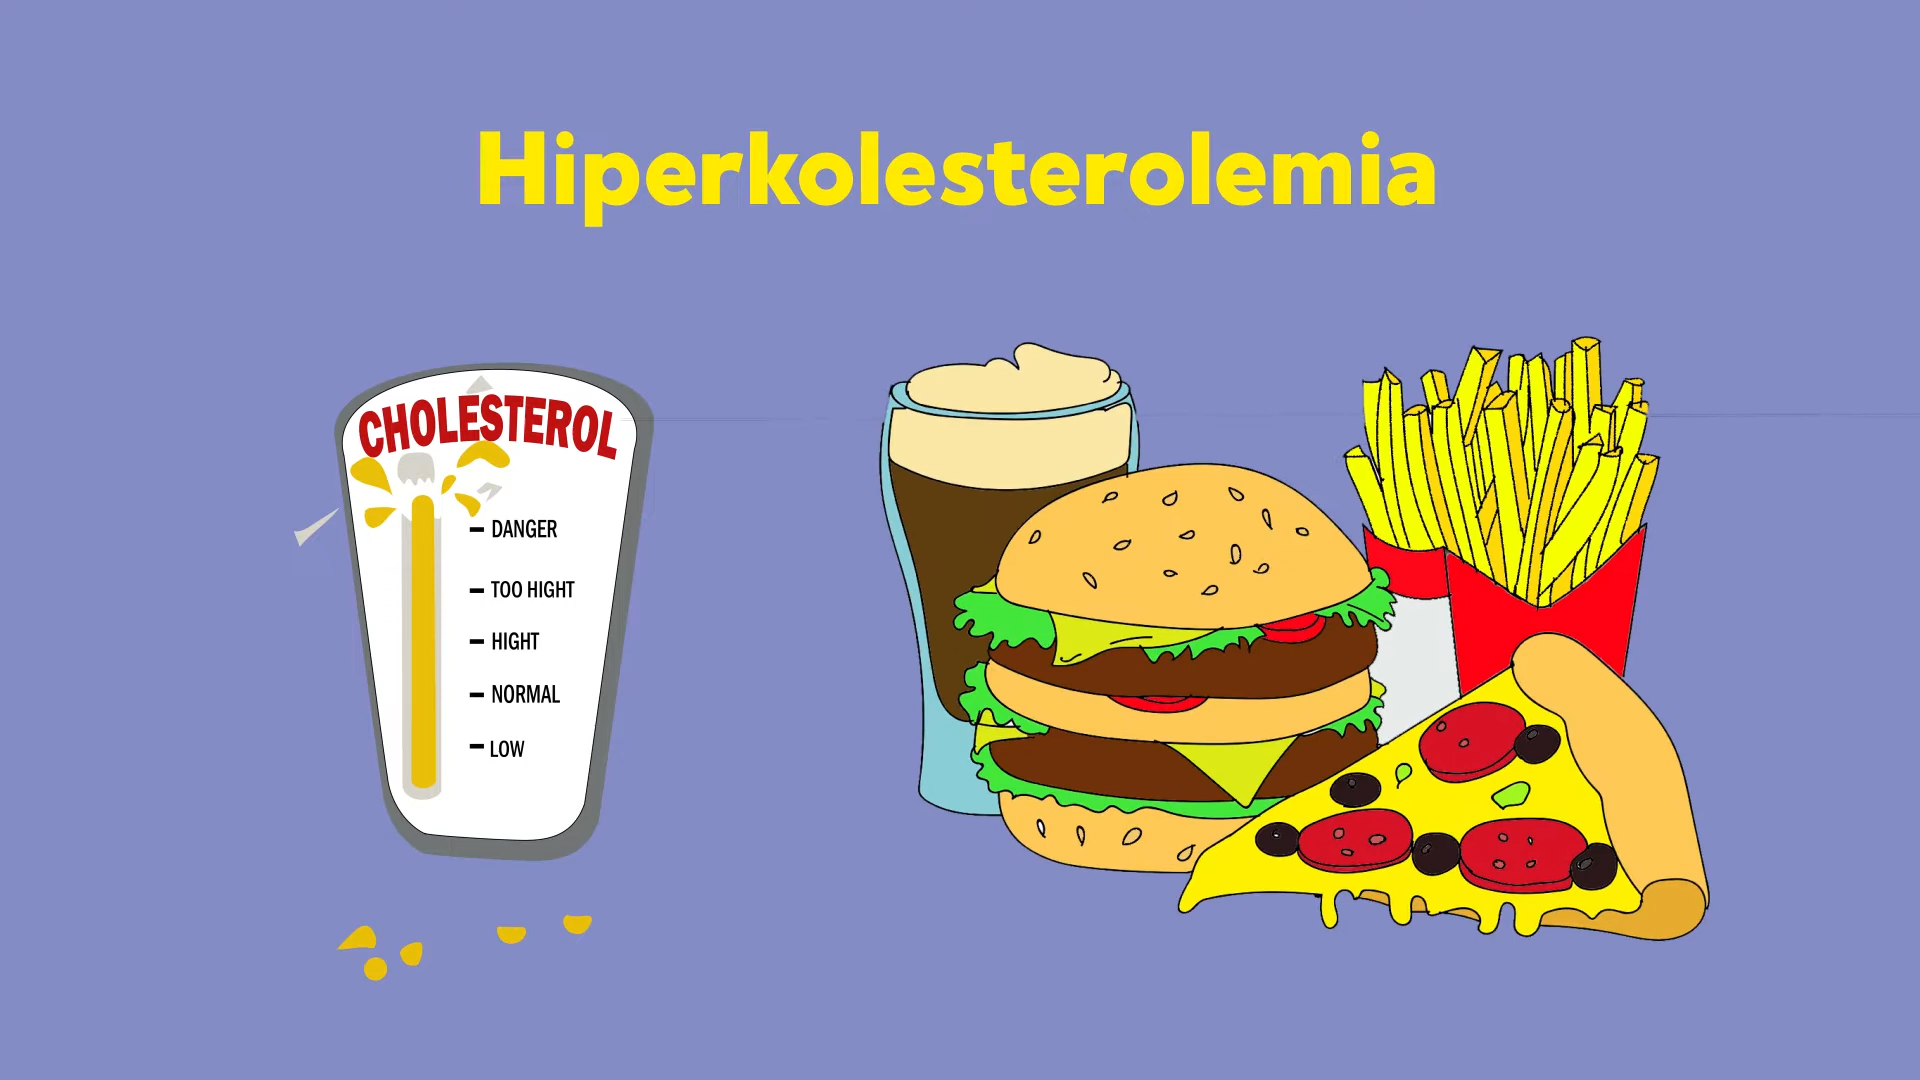 Hiperkolesterolemia
CHOLESTEROL
DANGER
TOO HIGHT
HIGHT
NORMAL
LOW